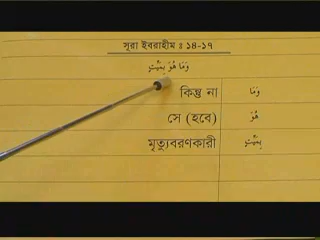 সূরা ইবরাহীম : ১৪-১৭
وَمَا هُوَ بِمَيِّتٍ
কিন্তু না وَمَا
সে (হবে) هُوَ
মৃত্যুবরণকারী بِمَيِّتٍ